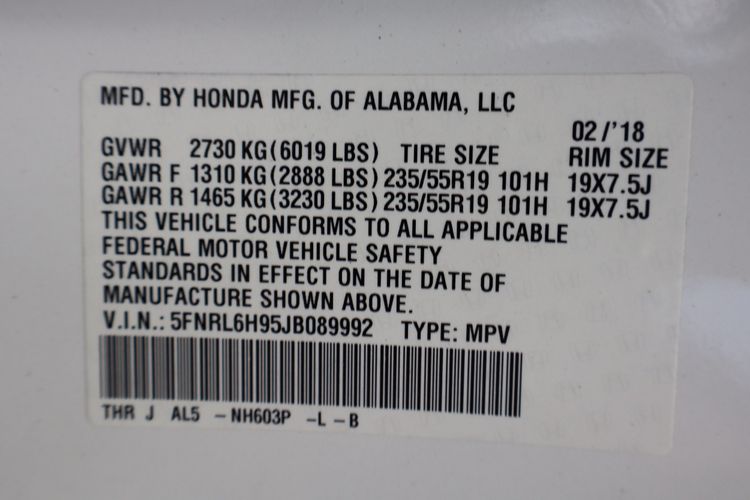 MFD. BY HONDA MFG. OF ALABAMA, LLC
02/'18
GVWR 2730 KG(6019 LBS) TIRE SIZE RIM SIZE
GAWR F 1310 KG(2888 LBS) 235/55R19 101H 19X7.5J
GAWR R 1465 KG(3230 LBS) 235/55R19 101H 19X7.5J
THIS VEHICLE CONFORMS TO ALL APPLICABLE
FEDERAL MOTOR VEHICLE SAFETY
STANDARDS IN EFFECT ON THE DATE OF
MANUFACTURE SHOWN ABOVE.
V.I.N.: 5FNRL6H95JB089992 TYPE: MPV
THR J AL5 -NH603P -L-B